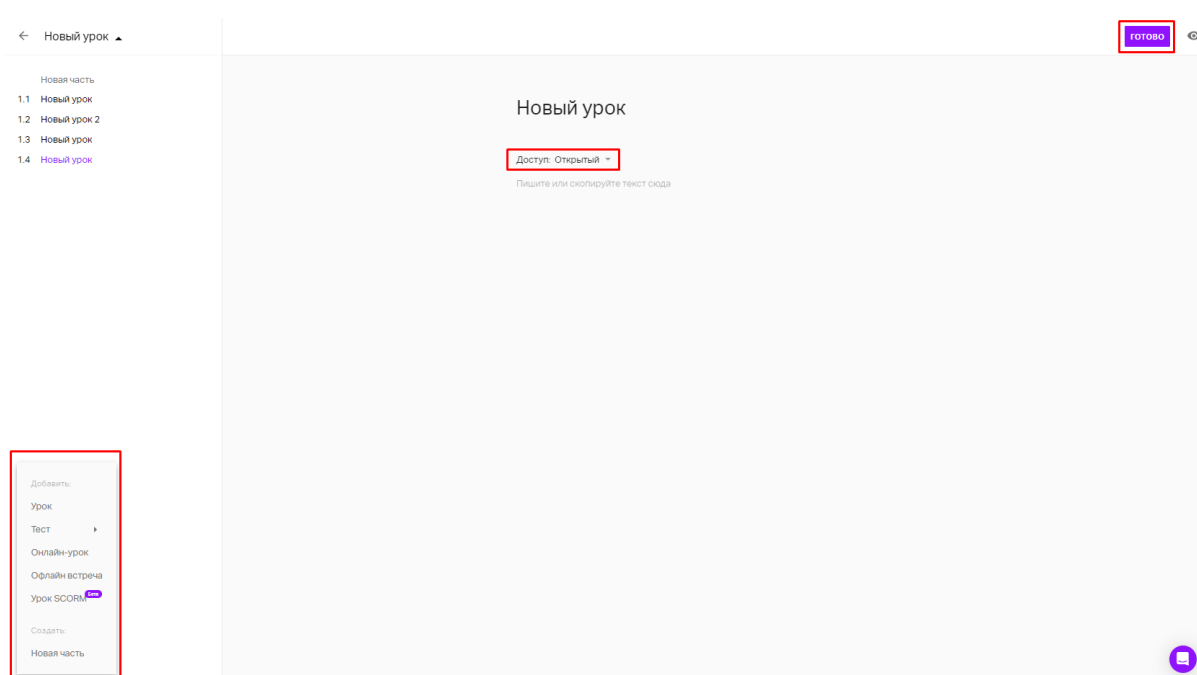 Новый урок
готово
Новая часть
1.1 Новый урок
1.2 Новый урок 2
1.3 Новый урок
1.4 Новый урок
Новый урок
Доступ: Открытый
Пишите или скопируйте текст сюда
Добавить:
Урок
Тест
Онлайн-урок
Офлайн встреча
Урок SCORM Бета
Создать:
Новая часть